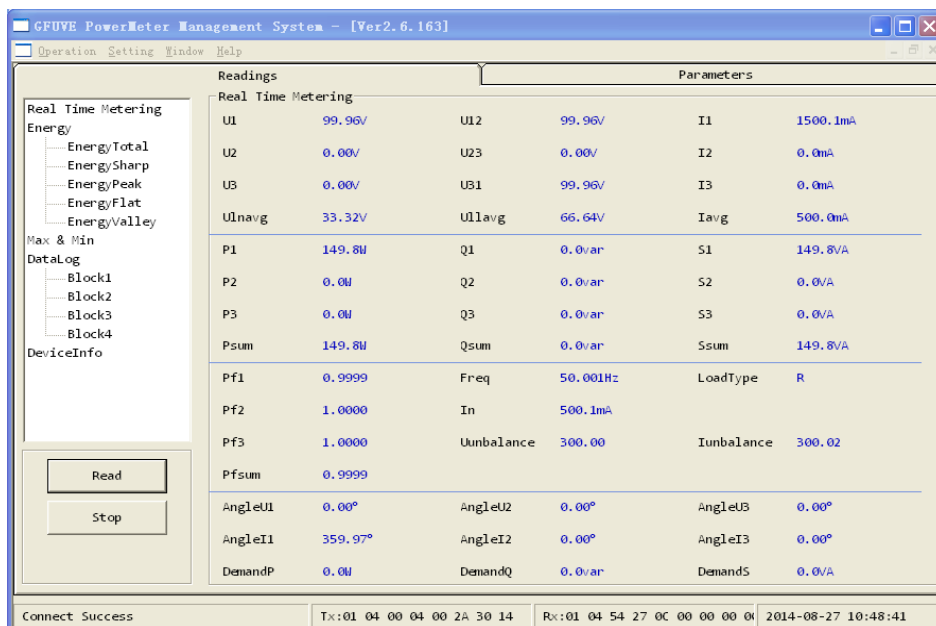 GFUVE PowerMeter Management System - [Ver2.6.163]
Operation Setting Window Help
Readings Parameters
Real Time Metering
Energy
EnergyTotal
EnergySharp
EnergyPeak
EnergyFlat
EnergyValley
Max & Min
DataLog
Block1
Block2
Block3
Block4
DeviceInfo
Read
Stop
Real Time Metering
U1 99.96V U12 99.96V I1 1500.1mA
U2 0.00V U23 0.00V I2 0.0mA
U3 0.00V U31 99.96V I3 0.0mA
Ulnavg 33.32V Ullavg 66.64V Iavg 500.0mA
P1 149.8W Q1 0.0var S1 149.8VA
P2 0.0W Q2 0.0var S2 0.0VA
P3 0.0W Q3 0.0var S3 0.0VA
Psum 149.8W Qsum 0.0var Ssum 149.8VA
Pf1 0.9999 Freq 50.001Hz LoadType R
Pf2 1.0000 In 500.1mA
Pf3 1.0000 Uunbalance 300.00 Iunbalance 300.02
Pfsum 0.9999
AngleU1 0.00° AngleU2 0.00° AngleU3 0.00°
AngleI1 359.97° AngleI2 0.00° AngleI3 0.00°
DemandP 0.0W DemandQ 0.0var DemandS 0.0VA
Connect Success Tx:01 04 00 04 00 2A 30 14 Rx:01 04 54 27 0C 00 00 00 2014-08-27 10:48:41